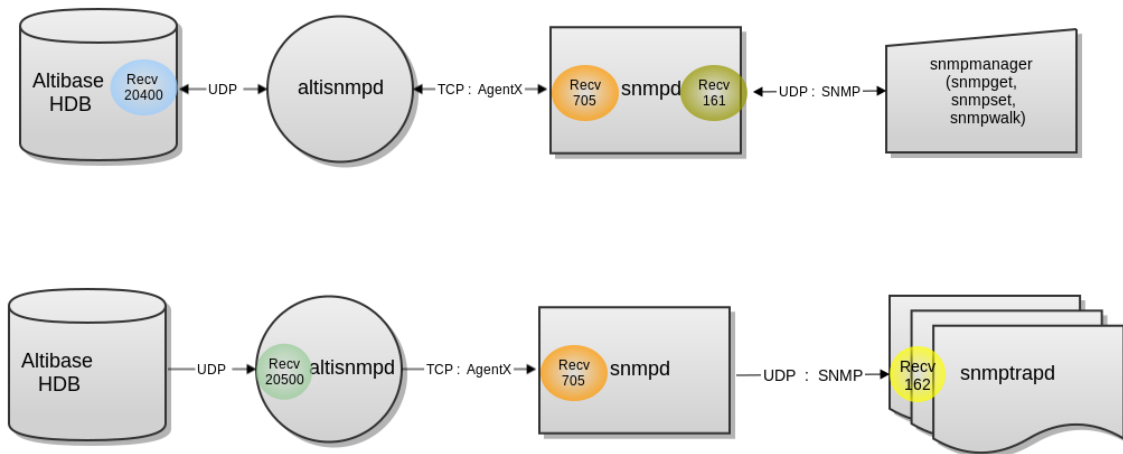 Altibase
HDB
Recv
20400
UDP
altisnmpd
TCP : AgentX
Recv
705
snmpd
Recv
161
UDP : SNMP
snmpmanager
(snmpget,
snmpset,
snmpwalk)
Altibase
HDB
UDP
Recv
20500
altisnmpd
TCP : AgentX
Recv
705
snmpd
UDP : SNMP
Recv
162
snmptrapd